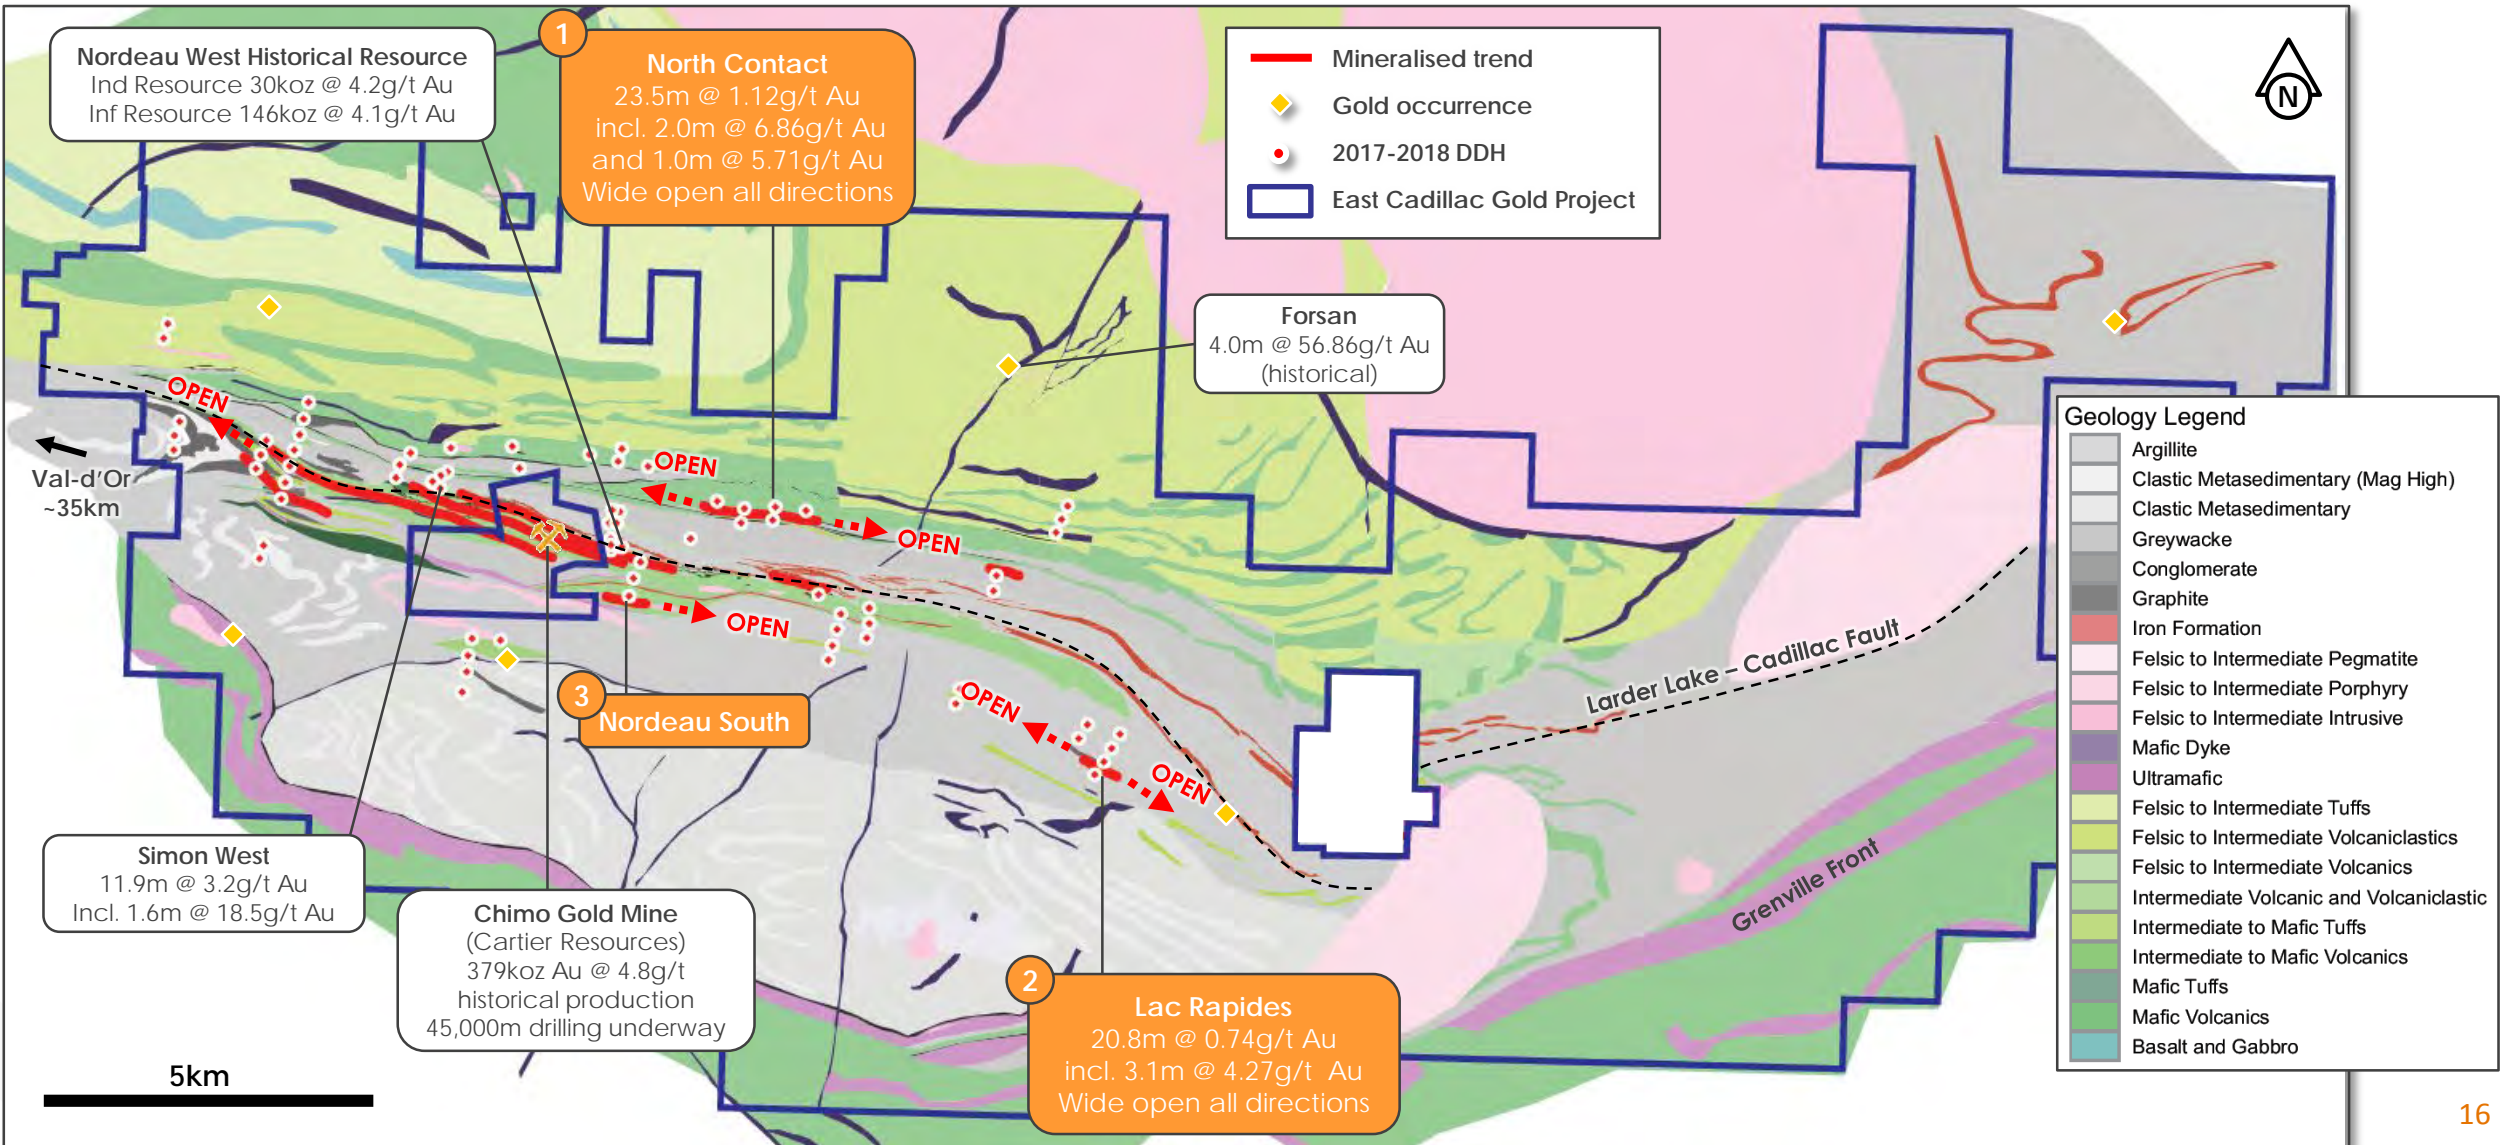 Nordeau West Historical Resource
Ind Resource 30koz @ 4.2g/t Au
Inf Resource 146koz @ 4.1g/t Au
1
North Contact
23.5m @ 1.12g/t Au
incl. 2.0m @ 6.86g/t Au
and 1.0m @ 5.71g/t Au
Wide open all directions
Mineralised trend
Gold occurrence
2017-2018 DDH
East Cadillac Gold Project
N
Forsan
4.0m @ 56.86g/t Au
(historical)
OPEN
Val-d'Or
~35km
OPEN
OPEN
OPEN
3
Nordeau South
OPEN
OPEN
Larder Lake – Cadillac Fault
Grenville Front
Simon West
11.9m @ 3.2g/t Au
Incl. 1.6m @ 18.5g/t Au
Chimo Gold Mine
(Cartier Resources)
379koz Au @ 4.8g/t
historical production
45,000m drilling underway
2
Lac Rapides
20.8m @ 0.74g/t Au
incl. 3.1m @ 4.27g/t Au
Wide open all directions
5km
Geology Legend
Argillite
Clastic Metasedimentary (Mag High)
Clastic Metasedimentary
Greywacke
Conglomerate
Graphite
Iron Formation
Felsic to Intermediate Pegmatite
Felsic to Intermediate Porphyry
Felsic to Intermediate Intrusive
Mafic Dyke
Ultramafic
Felsic to Intermediate Tuffs
Felsic to Intermediate Volcaniclastics
Felsic to Intermediate Volcanics
Intermediate Volcanic and Volcaniclastic
Intermediate to Mafic Tuffs
Intermediate to Mafic Volcanics
Mafic Tuffs
Mafic Volcanics
Basalt and Gabbro
16